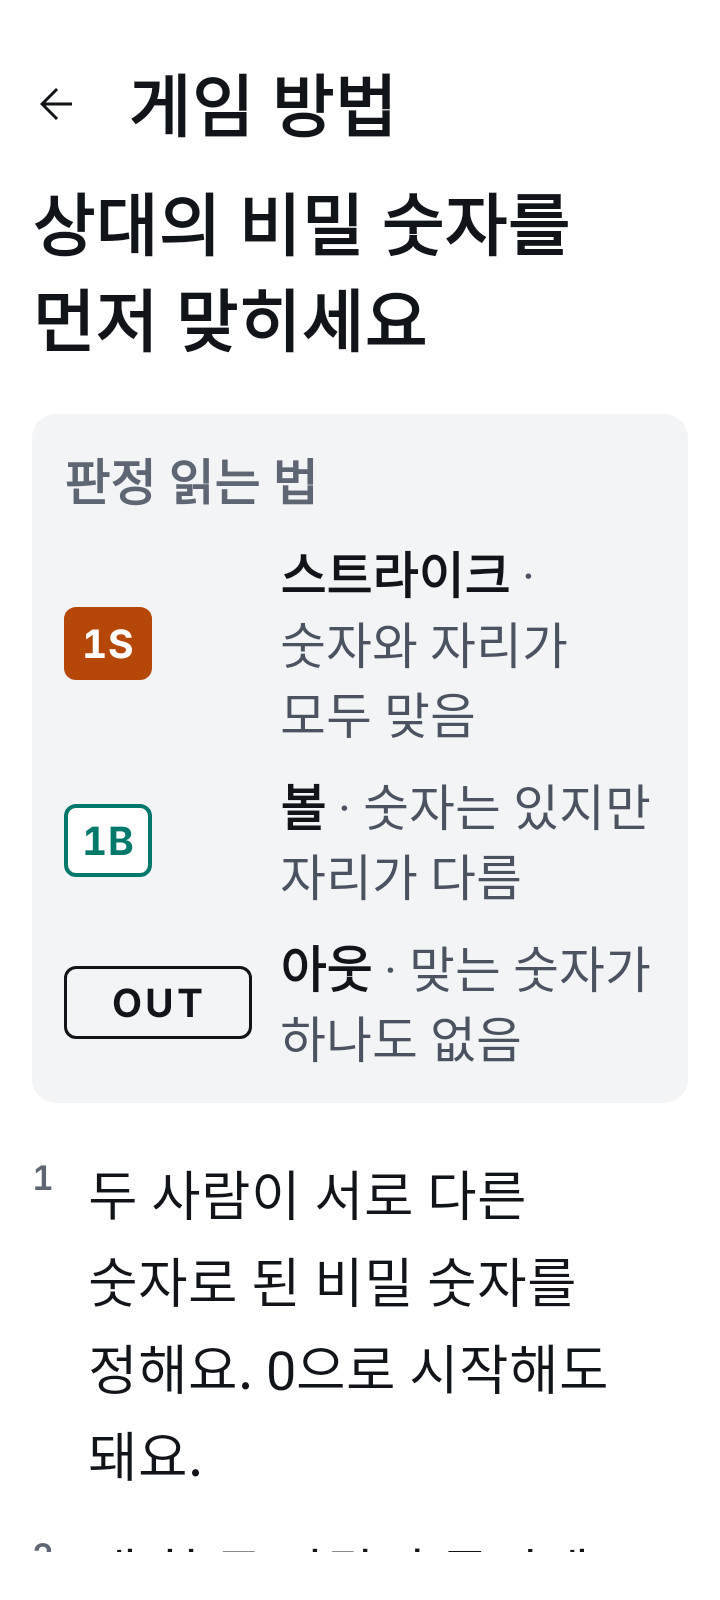 게임 방법
상대의 비밀 숫자를
먼저 맞히세요
판정 읽는 법
1S
스트라이크 ·
숫자와 자리가
모두 맞음
1B
볼 · 숫자는 있지만
자리가 다름
OUT
아웃 · 맞는 숫자가
하나도 없음
1
두 사람이 서로 다른
숫자로 된 비밀 숫자를
정해요. 0으로 시작해도
돼요.